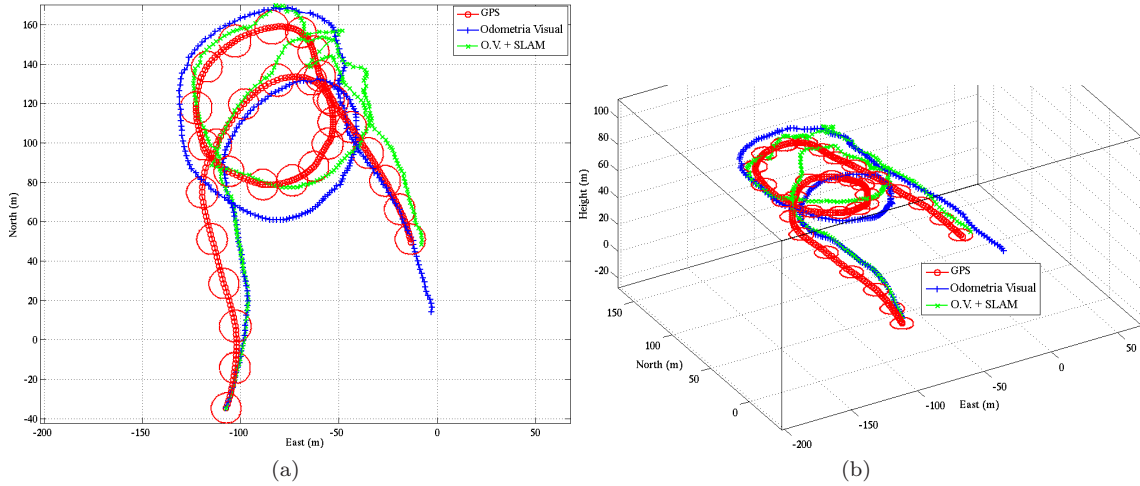 GPS
Odometria Visual
O.V. + SLAM
160
140
120
100
80
60
40
20
0
-20
-40
North (m)
-200
-150
-100
-50
0
50
East (m)
(a)
100
80
60
40
20
0
-20
Height (m)
GPS
Odometria Visual
O.V. + SLAM
150
100
50
0
North (m)
-200
-150
-100
-50
0
50
East (m)
(b)